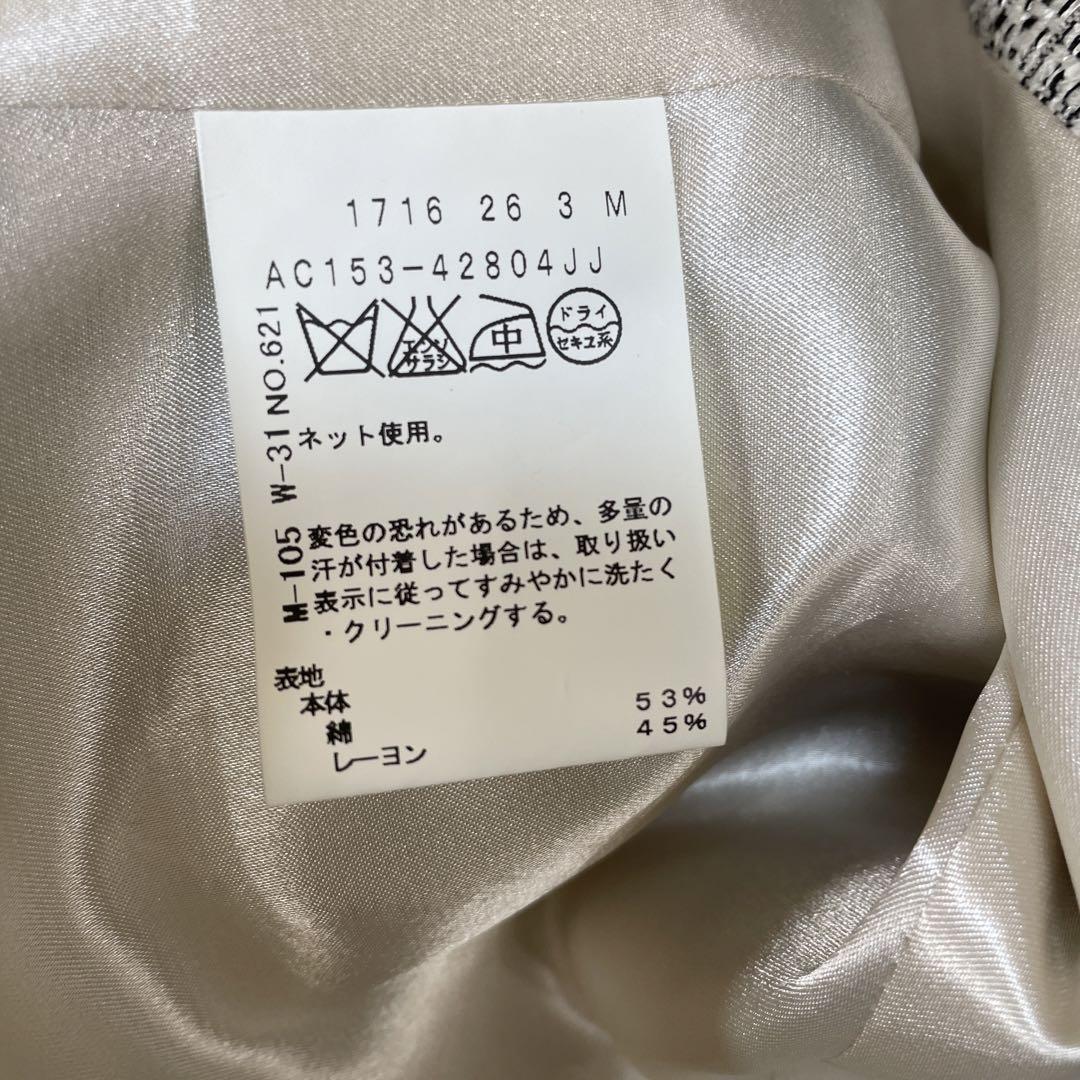 1716 26 3 M
AC153-42804JJ
エンソ
サラシ
中
ドライ
セキユ系
M-105 W-31 NO.621
ネット使用。
変色の恐れがあるため、多量の
汗が付着した場合は、取り扱い
表示に従ってすみやかに洗たく
・クリーニングする。
表地
本体
綿 53%
レーヨン 45%